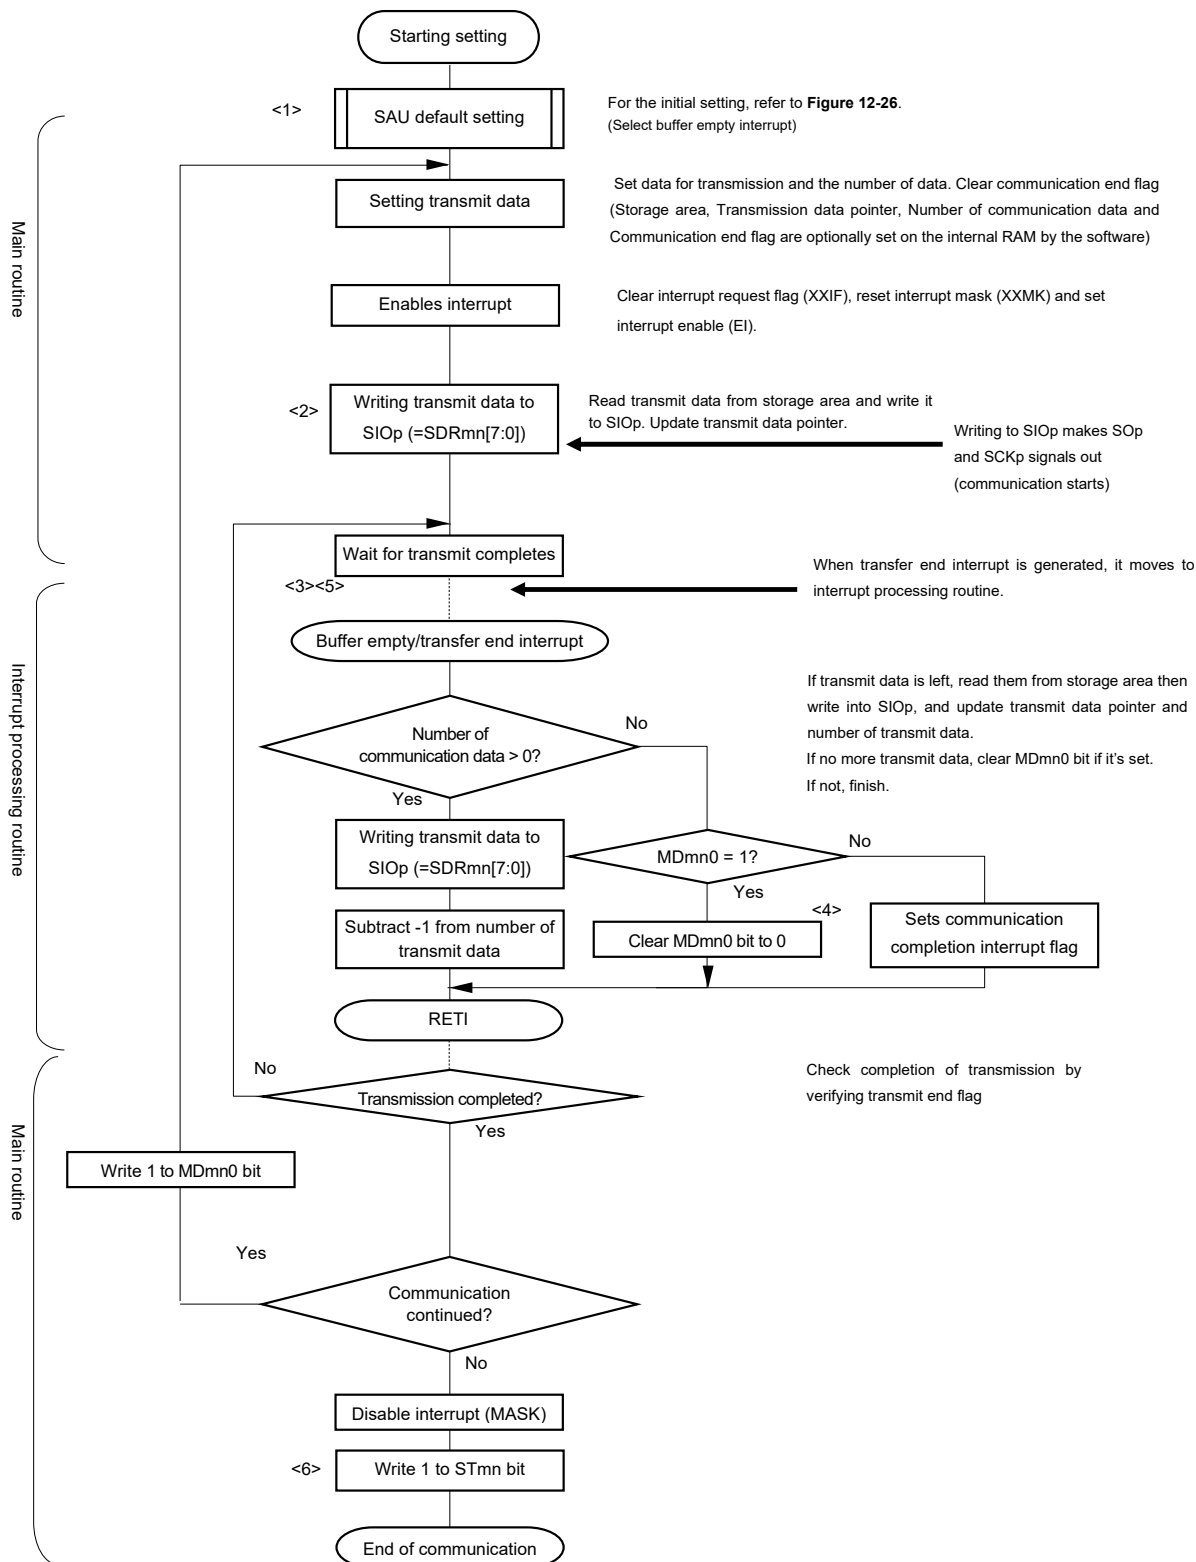 Starting setting
<1>
SAU default setting
For the initial setting, refer to Figure 12-26.
(Select buffer empty interrupt)
Main routine
Setting transmit data
Set data for transmission and the number of data. Clear communication end flag
(Storage area, Transmission data pointer, Number of communication data and
Communication end flag are optionally set on the internal RAM by the software)
Enables interrupt
Clear interrupt request flag (XXIF), reset interrupt mask (XXMK) and set
interrupt enable (EI).
<2>
Writing transmit data to
SIOp (=SDRmn[7:0])
Read transmit data from storage area and write it
to SIOp. Update transmit data pointer.
Writing to SIOp makes SOp
and SCKp signals out
(communication starts)
Wait for transmit completes
<3><5>
When transfer end interrupt is generated, it moves to
interrupt processing routine.
Interrupt processing routine
Buffer empty/transfer end interrupt
If transmit data is left, read them from storage area then
write into SIOp, and update transmit data pointer and
number of transmit data.
If no more transmit data, clear MDmn0 bit if it's set.
If not, finish.
Number of
communication data > 0?
No
Yes
Writing transmit data to
SIOp (=SDRmn[7:0])
MDmn0 = 1?
No
Yes
<4>
Subtract -1 from number of
transmit data
Clear MDmn0 bit to 0
Sets communication
completion interrupt flag
RETI
Main routine
No
Transmission completed?
Yes
Check completion of transmission by
verifying transmit end flag
Write 1 to MDmn0 bit
Yes
Communication
continued?
No
Disable interrupt (MASK)
<6>
Write 1 to STmn bit
End of communication